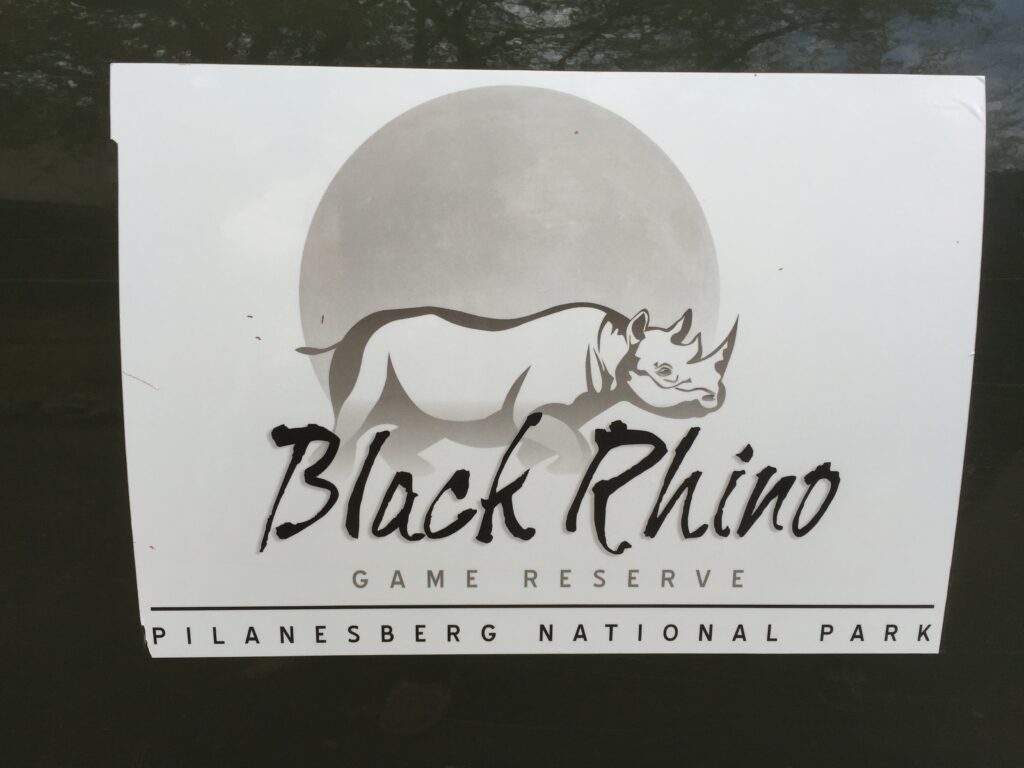 Black Rhino
GAME RESERVE
PILANESBERG NATIONAL PARK